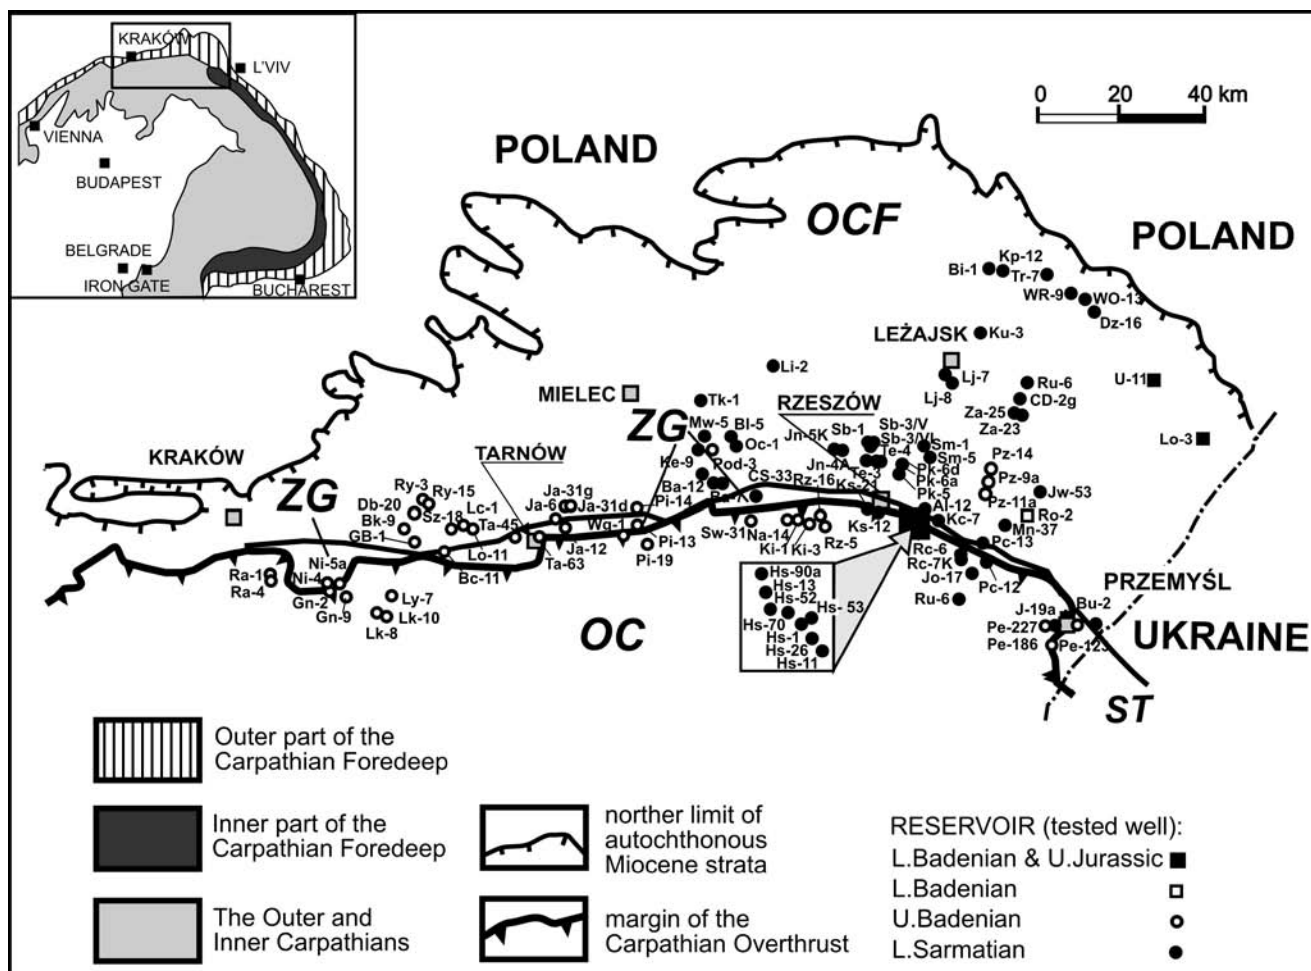 KRAKÓW
L'VIV
VIENNA
BUDAPEST
BELGRADE
IRON GATE
BUCHAREST
0 20 40 km
POLAND
OCF
POLAND
Bi-1
Kp-12
Tr-7
WR-9
WO-13
Dz-16
LEŻAJSK
Ku-3
Li-2
Lj-7
Lj-8
Ru-6
CD-2g
Za-25
Za-23
U-11
Lo-3
MIELEC
Tk-1
RZESZÓW
ZG
Mw-5
Bl-5
Oc-1
Jn-5K
Sb-1
Sb-3/V
Sb-3/VI
Te-4
Sm-1
Sm-5
KRAKÓW
TARNÓW
Ke-9
Pod-3
Jn-4A
Te-3
Pk-6d
Pk-6a
Pk-5
Pz-14
Pz-9a
Pz-11a
Jw-53
ZG
Ry-3
Ry-15
Db-20
Lc-1
Ja-31g
Ja-6
Ja-31d
Pi-14
Ba-12
CS-33
Rz-16
Ks-21
Al-12
Ro-2
Bk-9
Sz-18
Ta-45
Wg-1
Ks-12
Kc-7
Mn-37
GB-1
Lo-11
Ja-12
Pi-13
Sw-31
Na-14
Ki-1
Ki-3
Rz-5
Pc-13
Ni-5a
Bc-11
Ta-63
Pi-19
Rc-6
Rc-7K
Ni-4
Ra-4
Hs-90a
Hs-13
Hs-52
Jo-17
Pc-12
PRZEMYŚL
Gn-2
Ly-7
Hs- 53
Ru-6
J-19a
Bu-2
Gn-9
Lk-10
Lk-8
OC
Hs-70
Hs-1
Hs-26
Hs-11
Pe-227
Pe-186
Pe-123
UKRAINE
ST
Outer part of the
Carpathian Foredeep
Inner part of the
Carpathian Foredeep
The Outer and
Inner Carpathians
norther limit of
autochthonous
Miocene strata
margin of the
Carpathian Overthrust
RESERVOIR (tested well):
L.Badenian & U.Jurassic
L.Badenian
U.Badenian
L.Sarmatian